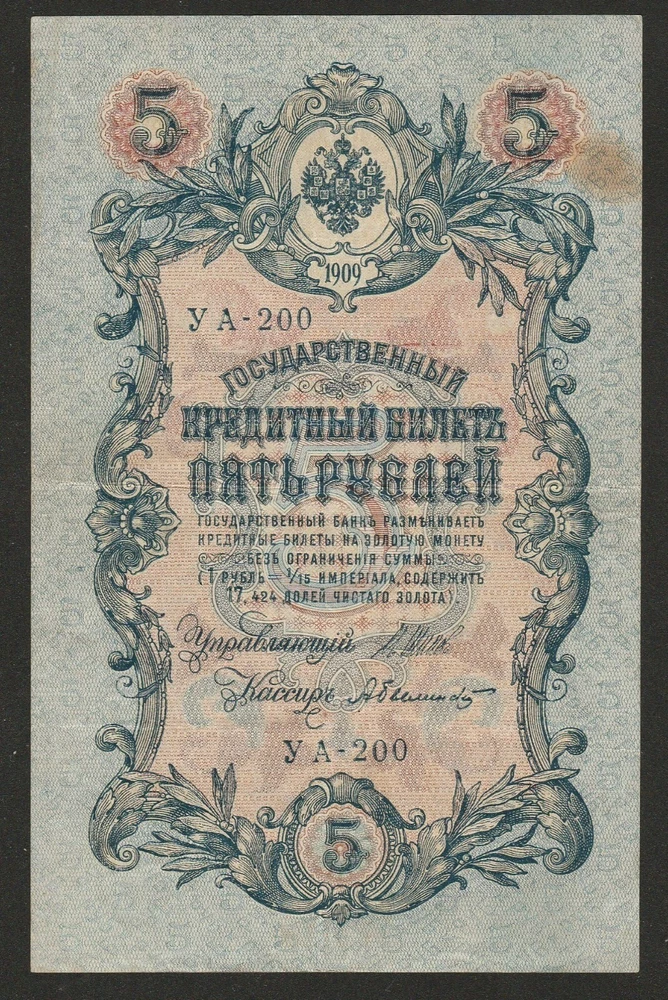 5 5
1909
УА-200
ГОСУДАРСТВЕННЫЙ
КРЕДИТНЫЙ БИЛЕТЪ
ПЯТЬ РУБЛЕЙ
ГОСУДАРСТВЕННЫЙ БАНКЪ РАЗМѢНИВАЕТЪ
КРЕДИТНЫЕ БИЛЕТЫ НА ЗОЛОТУЮ МОНЕТУ
БЕЗЪ ОГРАНИЧЕНІЯ СУММЫ
(1 РУБЛЬ = 1/15 ИМПЕРІАЛА, СОДЕРЖИТЪ
17,424 ДОЛЕЙ ЧИСТАГО ЗОЛОТА).
Управляющій
Кассиръ
УА-200
5